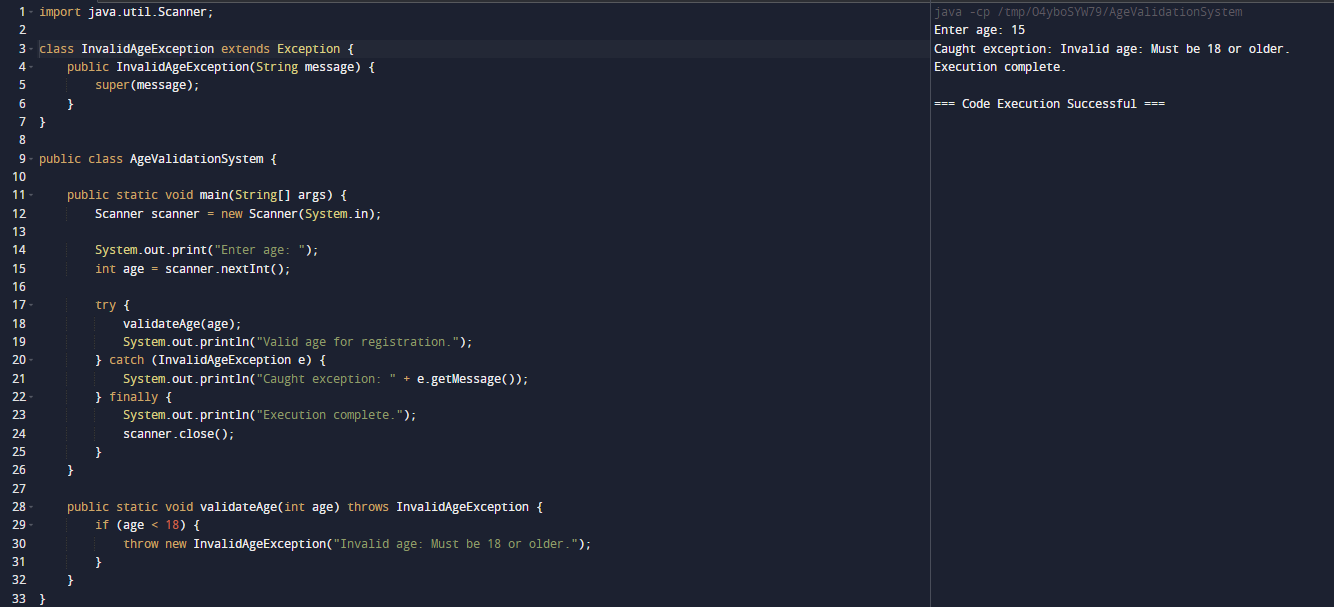 1 import java.util.Scanner;
2
3 class InvalidAgeException extends Exception {
4     public InvalidAgeException(String message) {
5         super(message);
6     }
7 }
8
9 public class AgeValidationSystem {
10
11     public static void main(String[] args) {
12         Scanner scanner = new Scanner(System.in);
13
14         System.out.print("Enter age: ");
15         int age = scanner.nextInt();
16
17         try {
18             validateAge(age);
19             System.out.println("Valid age for registration.");
20         } catch (InvalidAgeException e) {
21             System.out.println("Caught exception: " + e.getMessage());
22         } finally {
23             System.out.println("Execution complete.");
24             scanner.close();
25         }
26     }
27
28     public static void validateAge(int age) throws InvalidAgeException {
29         if (age < 18) {
30             throw new InvalidAgeException("Invalid age: Must be 18 or older.");
31         }
32     }
33 }
java -cp /tmp/O4yboSYW79/AgeValidationSystem
Enter age: 15
Caught exception: Invalid age: Must be 18 or older.
Execution complete.
=== Code Execution Successful ===